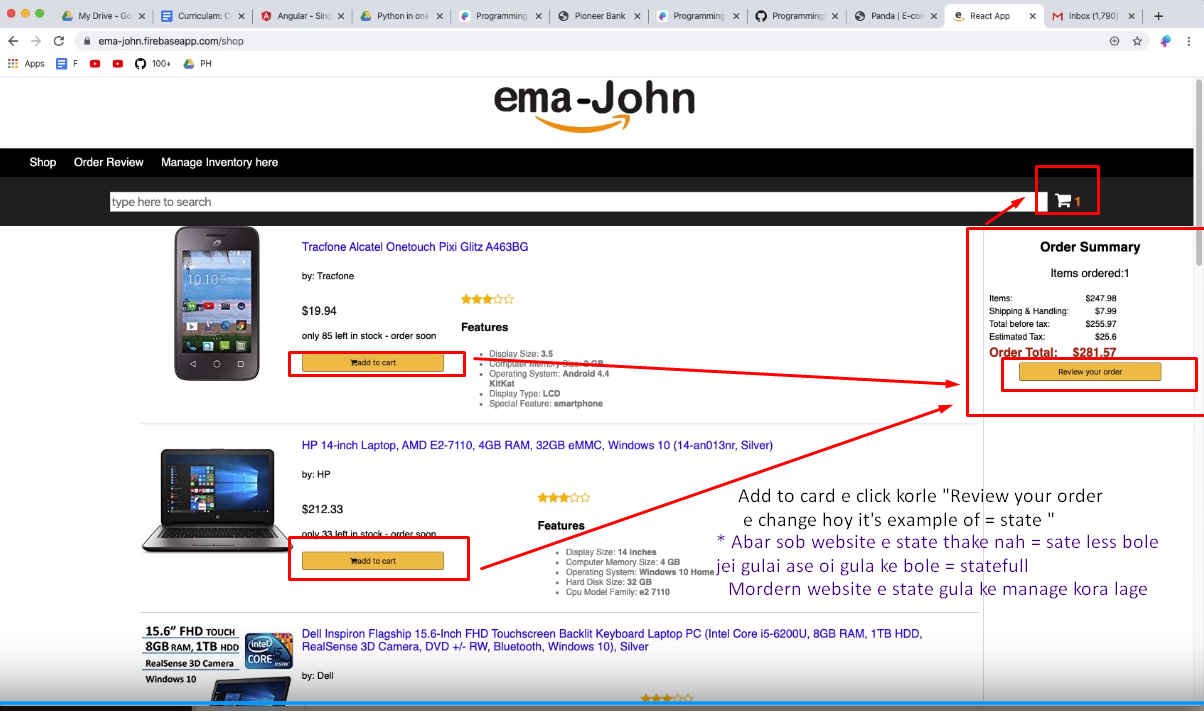 My Drive - Go
Curriculam: C
Angular - Sing
Python in one
Programming
Pioneer Bank
Programming
Programming
Panda | E-com
React App
Inbox (1,790)
ema-john.firebaseapp.com/shop
Apps
F
100+
PH
ema-John
Shop
Order Review
Manage Inventory here
type here to search
1
Tracfone Alcatel Onetouch Pixi Glitz A463BG
by: Tracfone
$19.94
only 85 left in stock - order soon
add to cart
Features
Display Size: 3.5
Computer Memory Size: 8 GB
Operating System: Android 4.4
KitKat
Display Type: LCD
Special Feature: smartphone
10:10
Order Summary
Items ordered:1
Items: $247.98
Shipping & Handling: $7.99
Total before tax: $255.97
Estimated Tax: $25.6
Order Total: $281.57
Review your order
HP 14-inch Laptop, AMD E2-7110, 4GB RAM, 32GB eMMC, Windows 10 (14-an013nr, Silver)
by: HP
$212.33
only 33 left in stock - order soon
add to cart
Features
Display Size: 14 inches
Computer Memory Size: 4 GB
Operating System: Windows 10 Home
Hard Disk Size: 32 GB
Cpu Model Family: e2 7110
Add to card e click korle "Review your order
e change hoy it's example of = state "
* Abar sob website e state thake nah = sate less bole
jei gulai ase oi gula ke bole = statefull
Mordern website e state gula ke manage kora lage
15.6" FHD TOUCH
8GB RAM, 1TB HDD
RealSense 3D Camera
Windows 10
intel
CORE i5
inside
Dell Inspiron Flagship 15.6-Inch FHD Touchscreen Backlit Keyboard Laptop PC (Intel Core i5-6200U, 8GB RAM, 1TB HDD,
RealSense 3D Camera, DVD +/- RW, Bluetooth, Windows 10), Silver
by: Dell